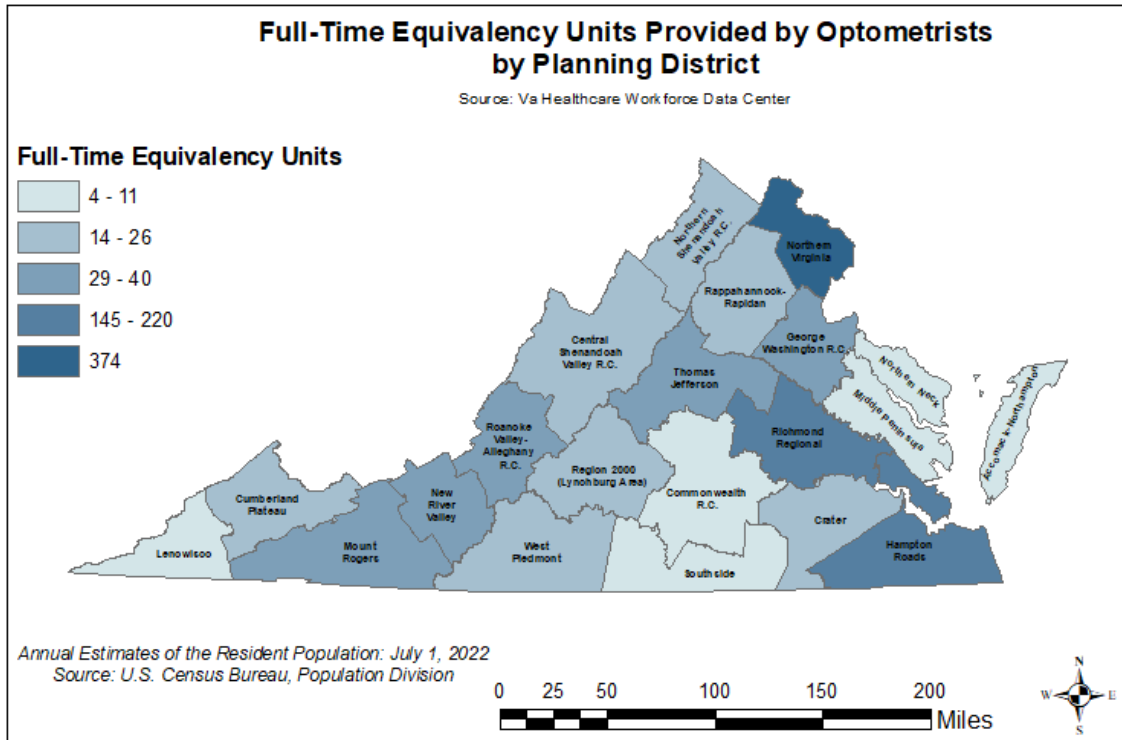 Full-Time Equivalency Units Provided by Optometrists
by Planning District
Source: Va Healthcare Workforce Data Center
Full-Time Equivalency Units
4 - 11
14 - 26
29 - 40
145 - 220
374
Northern
Shenandoah
Valley R.C.
Northern
Virginia
Rappahannock-
Rapidan
Central
Shenandoah
Valley R.C.
George
Washington R.C.
Thomas
Jefferson
Northern Neck
Middle Peninsula
Accomack-Northampton
Roanoke
Valley-
Alleghany
R.C.
Richmond
Regional
Region 2000
(Lynchburg Area)
Commonwealth
R.C.
Cumberland
Plateau
New
River
Valley
Crater
Lenowisco
Mount
Rogers
West
Piedmont
Southside
Hampton
Roads
Annual Estimates of the Resident Population: July 1, 2022
Source: U.S. Census Bureau, Population Division
0 25 50 100 150 200
Miles
N
W E
S